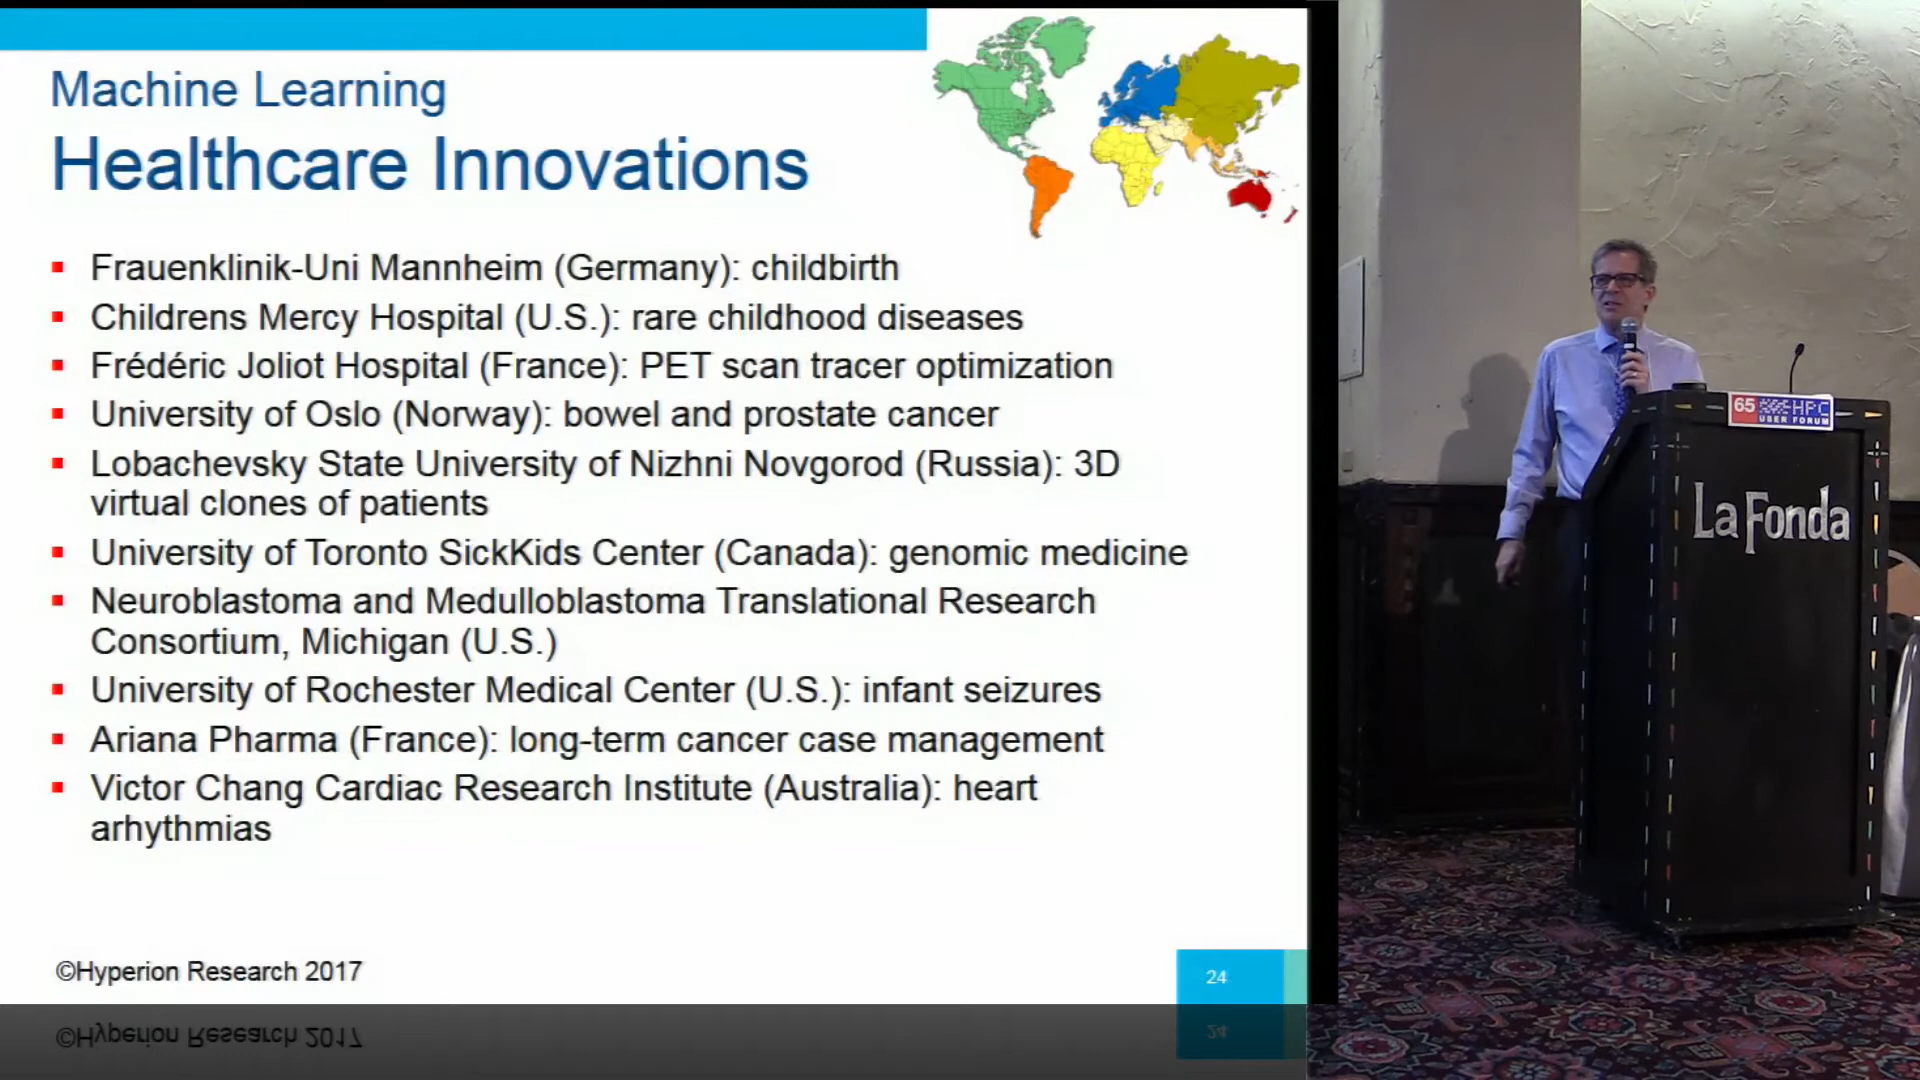 Machine Learning
Healthcare Innovations
Frauenklinik-Uni Mannheim (Germany): childbirth
Childrens Mercy Hospital (U.S.): rare childhood diseases
Frédéric Joliot Hospital (France): PET scan tracer optimization
University of Oslo (Norway): bowel and prostate cancer
Lobachevsky State University of Nizhni Novgorod (Russia): 3D
virtual clones of patients
University of Toronto SickKids Center (Canada): genomic medicine
Neuroblastoma and Medulloblastoma Translational Research
Consortium, Michigan (U.S.)
University of Rochester Medical Center (U.S.): infant seizures
Ariana Pharma (France): long-term cancer case management
Victor Chang Cardiac Research Institute (Australia): heart
arhythmias
©Hyperion Research 2017
24
©Hyperion Research 2017
24
65 HPC
USER FORUM
La Fonda